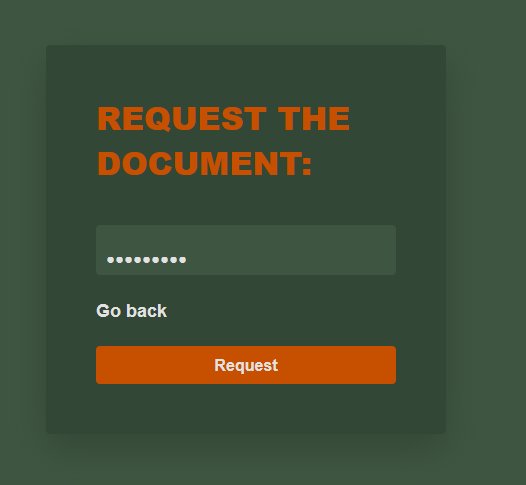 REQUEST THE
DOCUMENT:
•••••••••
Go back
Request